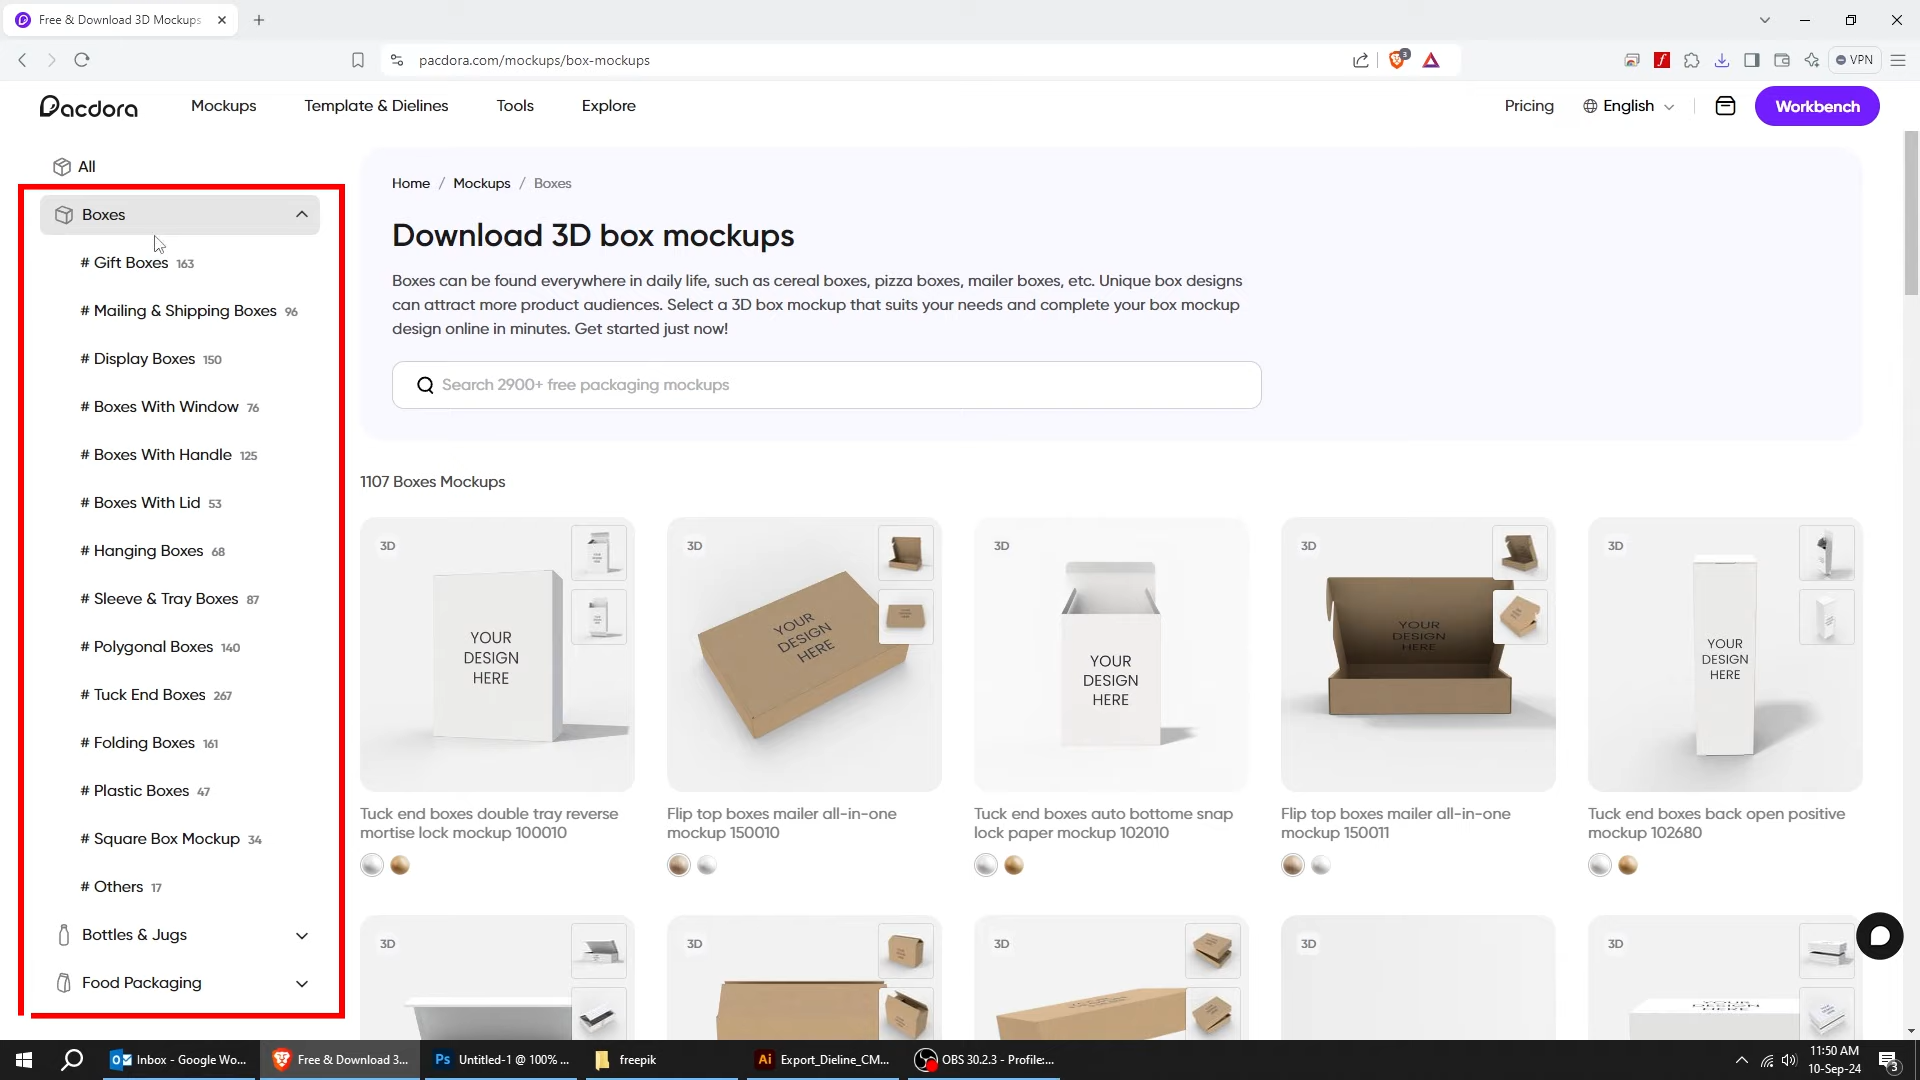 Free & Download 3D Mockups
pacdora.com/mockups/box-mockups
3
VPN
Pacdora
Mockups
Template & Dielines
Tools
Explore
Pricing
English
Workbench
All
Boxes
# Gift Boxes 163
# Mailing & Shipping Boxes 96
# Display Boxes 150
# Boxes With Window 76
# Boxes With Handle 125
# Boxes With Lid 53
# Hanging Boxes 68
# Sleeve & Tray Boxes 87
# Polygonal Boxes 140
# Tuck End Boxes 267
# Folding Boxes 161
# Plastic Boxes 47
# Square Box Mockup 34
# Others 17
Bottles & Jugs
Food Packaging
Home / Mockups / Boxes
Download 3D box mockups
Boxes can be found everywhere in daily life, such as cereal boxes, pizza boxes, mailer boxes, etc. Unique box designs
can attract more product audiences. Select a 3D box mockup that suits your needs and complete your box mockup
design online in minutes. Get started just now!
Search 2900+ free packaging mockups
1107 Boxes Mockups
3D
YOUR
DESIGN
HERE
Tuck end boxes double tray reverse
mortise lock mockup 100010
3D
YOUR
DESIGN
HERE
Flip top boxes mailer all-in-one
mockup 150010
3D
YOUR
DESIGN
HERE
Tuck end boxes auto bottome snap
lock paper mockup 102010
3D
YOUR
DESIGN
HERE
Flip top boxes mailer all-in-one
mockup 150011
3D
YOUR
DESIGN
HERE
Tuck end boxes back open positive
mockup 102680
3D
3D
3D
3D
3D
Inbox - Google Wo...
Free & Download 3...
Ps
Untitled-1 @ 100% ...
freepik
Ai
Export_Dieline_CM...
OBS 30.2.3 - Profile:...
11:50 AM
10-Sep-24
3